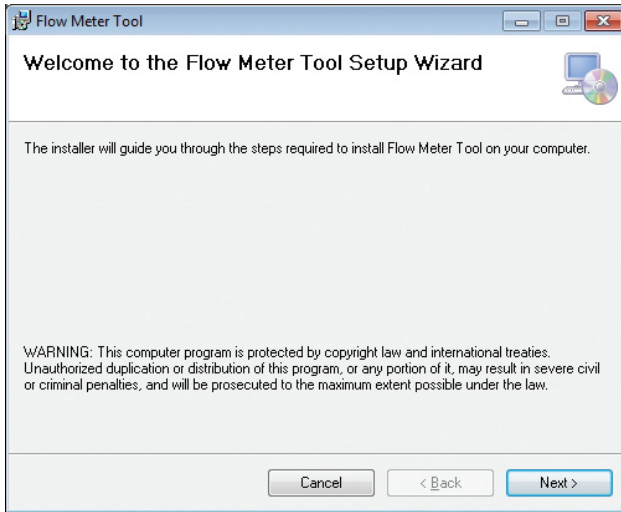 Flow Meter Tool
Welcome to the Flow Meter Tool Setup Wizard
The installer will guide you through the steps required to install Flow Meter Tool on your computer.
WARNING: This computer program is protected by copyright law and international treaties.
Unauthorized duplication or distribution of this program, or any portion of it, may result in severe civil
or criminal penalties, and will be prosecuted to the maximum extent possible under the law.
Cancel
< Back
Next >